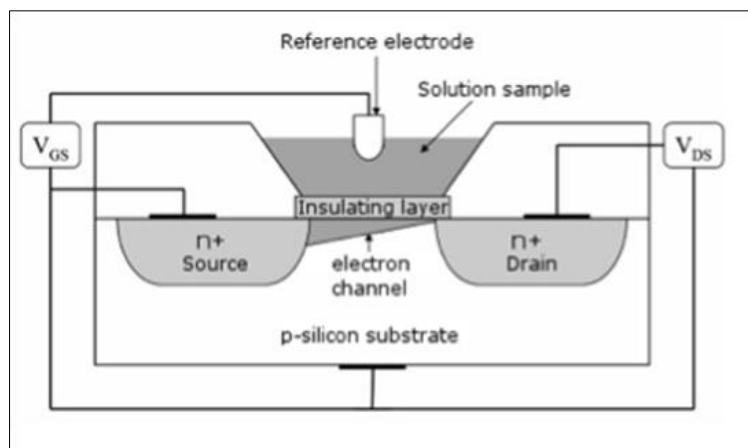 Reference electrode
Solution sample
VGS
VDS
Insulating layer
n+
Source
n+
Drain
electron
channel
p-silicon substrate